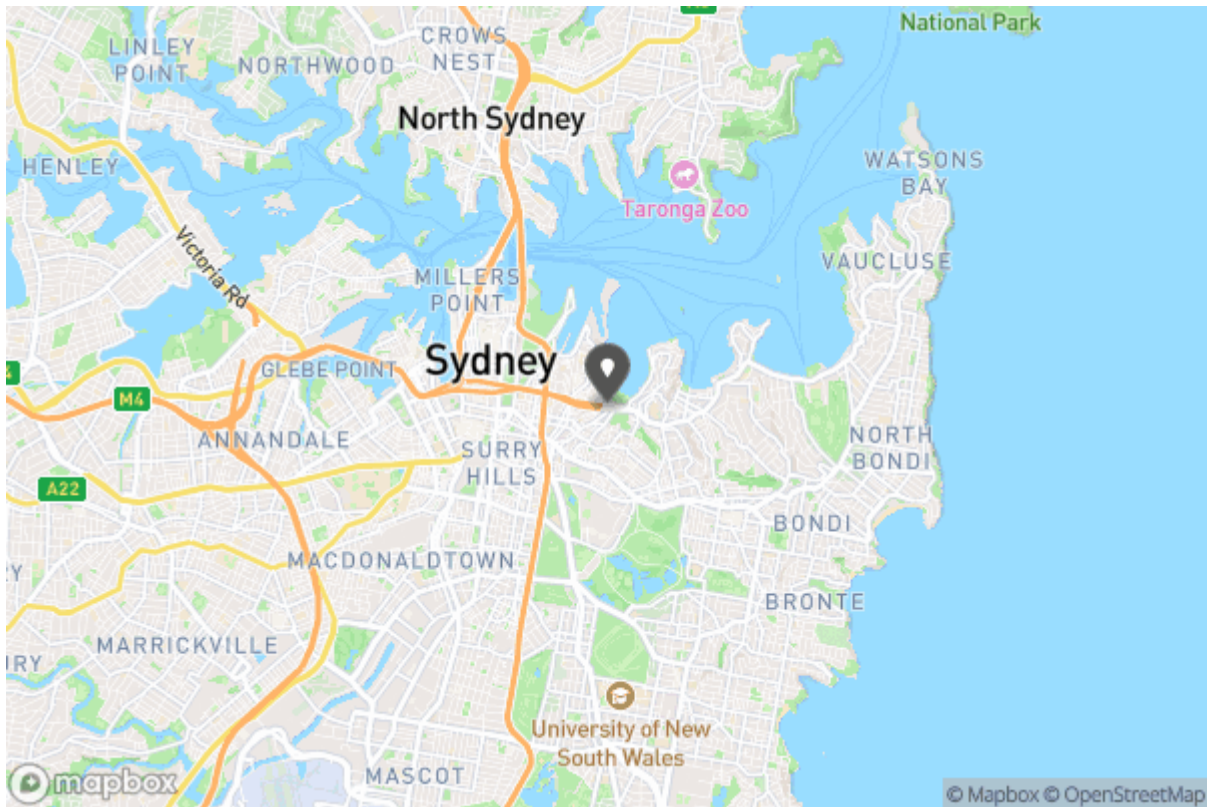 National Park
CROWS
NEST
LINLEY
POINT
NORTHWOOD
North Sydney
HENLEY
WATSONS
BAY
Taronga Zoo
Victoria Rd
VAUCLUSE
MILLERS
POINT
Sydney
GLEBE POINT
M4
ANNANDALE
SURRY
HILLS
NORTH
BONDI
A22
BONDI
MACDONALDTOWN
BRONTE
MARRICKVILLE
University of New
South Wales
MASCOT
mapbox
© Mapbox © OpenStreetMap